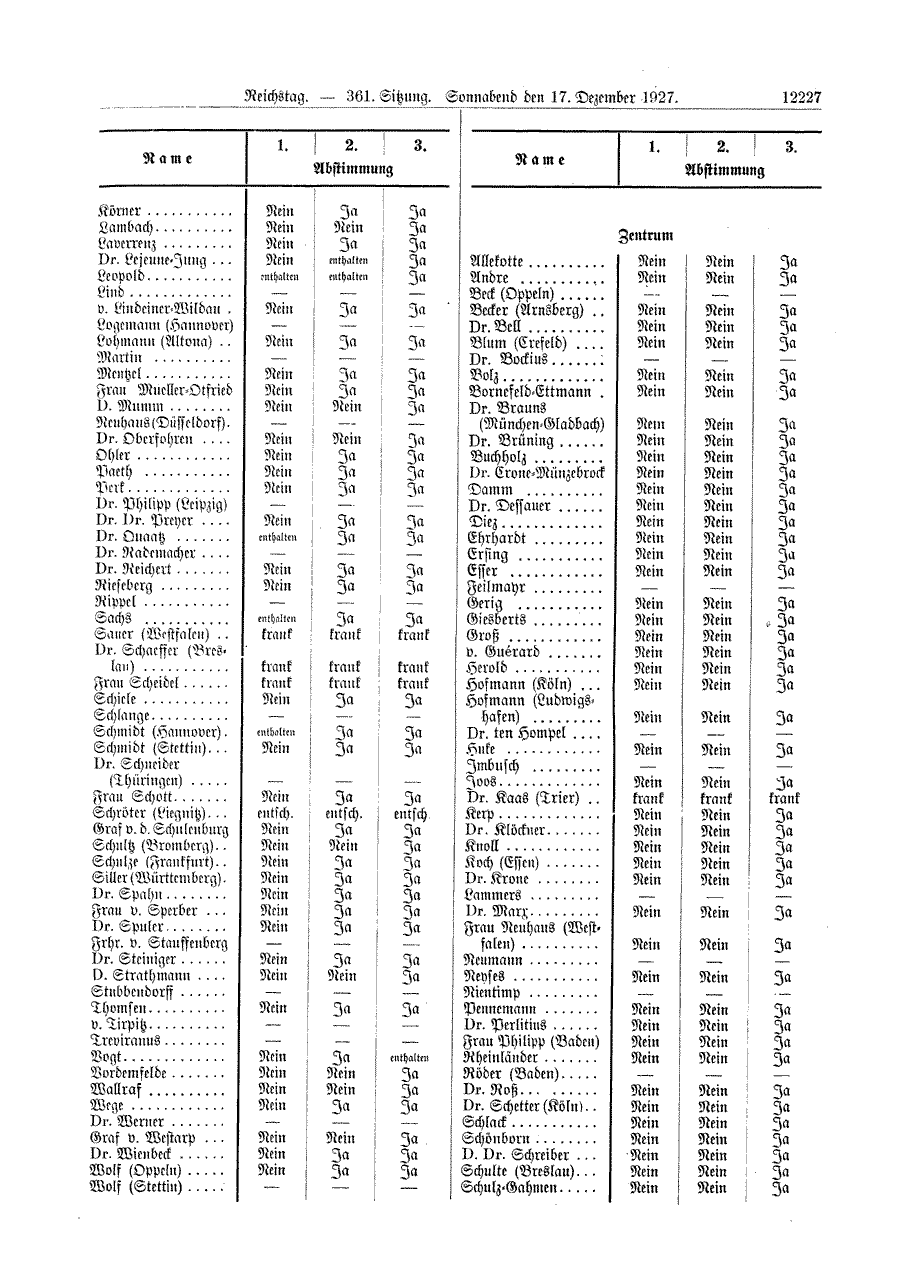 Reichstag. — 361. Sitzung. Sonnabend den 17. Dezember 1927. 12227
Name 1. 2. 3.
Abstimmung
Körner . . . . . . . . . . . Nein Ja Ja
Lambach . . . . . . . . . . Nein Nein Ja
Laverrenz . . . . . . . . . Nein Ja Ja
Dr. Lejeune-Jung . . . Nein enthalten Ja
Leopold . . . . . . . . . . . enthalten enthalten Ja
Lind . . . . . . . . . . . . . — — —
v. Lindeiner-Wildau . Nein Ja Ja
Logemann (Hannover) — — —
Lohmann (Altona) . . Nein Ja Ja
Martin . . . . . . . . . . — — —
Mentzel . . . . . . . . . . . Nein Ja Ja
Frau Mueller-Otfried Nein Ja Ja
D. Mumm . . . . . . . . Nein Nein Ja
Neuhaus (Düsseldorf) . — — —
Dr. Oberfohren . . . . Nein Nein Ja
Ohler . . . . . . . . . . . . Nein Ja Ja
Paeth . . . . . . . . . . . Nein Ja Ja
Perk . . . . . . . . . . . . . Nein Ja Ja
Dr. Philipp (Leipzig) — — —
Dr. Dr. Preyer . . . . Nein Ja Ja
Dr. Quaatz . . . . . . . enthalten Ja Ja
Dr. Rademacher . . . . — — —
Dr. Reichert . . . . . . . Nein Ja Ja
Rieseberg . . . . . . . . . Nein Ja Ja
Rippel . . . . . . . . . . . — — —
Sachs . . . . . . . . . . . enthalten Ja Ja
Sauer (Westfalen) . . krank krank krank
Dr. Schaeffer (Bres-
lau) . . . . . . . . . . . krank krank krank
Frau Scheidel . . . . . . krank krank krank
Schiele . . . . . . . . . . . Nein Ja Ja
Schlange . . . . . . . . . . — — —
Schmidt (Hannover) . enthalten Ja Ja
Schmidt (Stettin) . . . Nein Ja Ja
Dr. Schneider
(Thüringen) . . . . . — — —
Frau Schott . . . . . . . Nein Ja Ja
Schröter (Liegnitz) . . . entsch. entsch. entsch.
Graf v. d. Schulenburg Nein Ja Ja
Schultz (Bromberg) . . Nein Nein Ja
Schulze (Frankfurt) . . Nein Ja Ja
Siller (Württemberg) . Nein Ja Ja
Dr. Spahn . . . . . . . . Nein Ja Ja
Frau v. Sperber . . . Nein Ja Ja
Dr. Spuler . . . . . . . . Nein Ja Ja
Frhr. v. Stauffenberg — — —
Dr. Steiniger . . . . . . Nein Ja Ja
D. Strathmann . . . . Nein Nein Ja
Stubbendorff . . . . . . — — —
Thomsen . . . . . . . . . . Nein Ja Ja
v. Tirpitz . . . . . . . . . . — — —
Treviranus . . . . . . . . — — —
Vogt . . . . . . . . . . . . . Nein Ja enthalten
Vordemfelde . . . . . . . Nein Nein Ja
Wallraf . . . . . . . . . . Nein Nein Ja
Wege . . . . . . . . . . . . Nein Ja Ja
Dr. Werner . . . . . . . — — —
Graf v. Westarp . . . Nein Nein Ja
Dr. Wienbeck . . . . . . Nein Ja Ja
Wolf (Oppeln) . . . . . Nein Ja Ja
Wolf (Stettin) . . . . . — — —
Name 1. 2. 3.
Abstimmung
Zentrum
Allekotte . . . . . . . . . . Nein Nein Ja
Andre . . . . . . . . . . . Nein Nein Ja
Beck (Oppeln) . . . . . . — — —
Becker (Arnsberg) . . Nein Nein Ja
Dr. Bell . . . . . . . . . . Nein Nein Ja
Blum (Crefeld) . . . . Nein Nein Ja
Dr. Bockius . . . . . . . — — —
Bolz . . . . . . . . . . . . . Nein Nein Ja
Bornefeld-Ettmann . Nein Nein Ja
Dr. Brauns
(München-Gladbach) Nein Nein Ja
Dr. Brüning . . . . . . Nein Nein Ja
Buchholz . . . . . . . . . Nein Nein Ja
Dr. Crone-Münzebrock Nein Nein Ja
Damm . . . . . . . . . . Nein Nein Ja
Dr. Dessauer . . . . . . Nein Nein Ja
Diez . . . . . . . . . . . . . Nein Nein Ja
Ehrhardt . . . . . . . . . Nein Nein Ja
Ersing . . . . . . . . . . . Nein Nein Ja
Esser . . . . . . . . . . . . Nein Nein Ja
Feilmayr . . . . . . . . . — — —
Gerig . . . . . . . . . . . Nein Nein Ja
Giesberts . . . . . . . . . Nein Nein Ja
Groß . . . . . . . . . . . . Nein Nein Ja
v. Guérard . . . . . . . Nein Nein Ja
Herold . . . . . . . . . . . Nein Nein Ja
Hofmann (Köln) . . . Nein Nein Ja
Hofmann (Ludwigs-
hafen) . . . . . . . . . Nein Nein Ja
Dr. ten Hompel . . . . — — —
Huke . . . . . . . . . . . . Nein Nein Ja
Imbusch . . . . . . . . . — — —
Joos . . . . . . . . . . . . . Nein Nein Ja
Dr. Kaas (Trier) . . krank krank krank
Kerp . . . . . . . . . . . . . Nein Nein Ja
Dr. Klöckner . . . . . . . Nein Nein Ja
Knoll . . . . . . . . . . . . Nein Nein Ja
Koch (Essen) . . . . . . . Nein Nein Ja
Dr. Krone . . . . . . . . Nein Nein Ja
Lammers . . . . . . . . . — — —
Dr. Marx . . . . . . . . . Nein Nein Ja
Frau Neuhaus (West-
falen) . . . . . . . . . . Nein Nein Ja
Neumann . . . . . . . . . — — —
Neyses . . . . . . . . . . . Nein Nein Ja
Nientimp . . . . . . . . . — — —
Pennemann . . . . . . . Nein Nein Ja
Dr. Perlitius . . . . . . Nein Nein Ja
Frau Philipp (Baden) Nein Nein Ja
Rheinländer . . . . . . . Nein Nein Ja
Röder (Baden) . . . . . — — —
Dr. Roß . . . . . . . . . Nein Nein Ja
Dr. Schetter (Köln) . . Nein Nein Ja
Schlack . . . . . . . . . . . Nein Nein Ja
Schönborn . . . . . . . . Nein Nein Ja
D. Dr. Schreiber . . . Nein Nein Ja
Schulte (Breslau) . . . Nein Nein Ja
Schulz-Gahmen . . . . . Nein Nein Ja